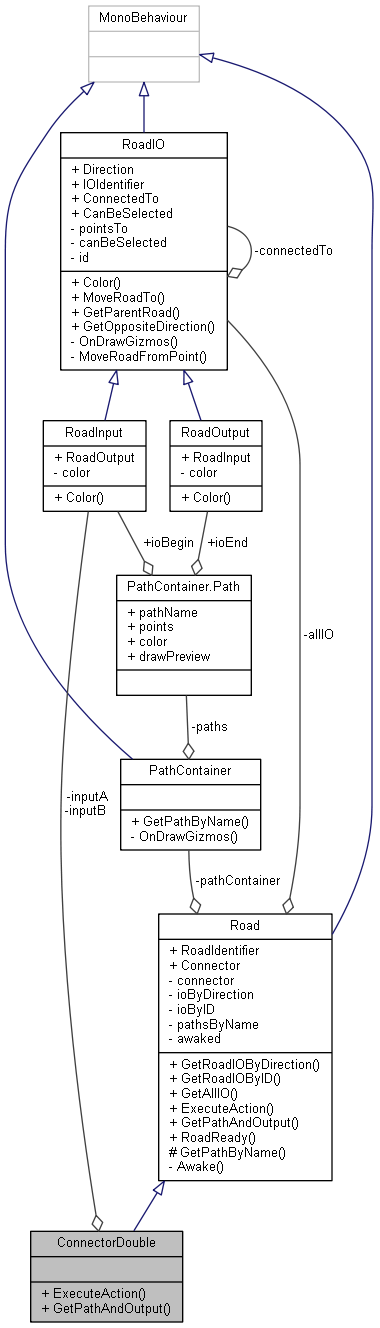 MonoBehaviour
RoadIO
+ Direction
+ IOIdentifier
+ ConnectedTo
+ CanBeSelected
- pointsTo
- canBeSelected
- id
+ Color()
+ MoveRoadTo()
+ GetParentRoad()
+ GetOppositeDirection()
- OnDrawGizmos()
- MoveRoadFromPoint()
-connectedTo
RoadInput
+ RoadOutput
- color
+ Color()
RoadOutput
+ RoadInput
- color
+ Color()
+ioBegin
+ioEnd
PathContainer.Path
+ pathName
+ points
+ color
+ drawPreview
-allIO
-paths
PathContainer
+ GetPathByName()
- OnDrawGizmos()
-inputA
-inputB
-pathContainer
Road
+ RoadIdentifier
+ Connector
- connector
- ioByDirection
- ioByID
- pathsByName
- awaked
+ GetRoadIOByDirection()
+ GetRoadIOByID()
+ GetAllIO()
+ ExecuteAction()
+ GetPathAndOutput()
+ RoadReady()
# GetPathByName()
- Awake()
ConnectorDouble
+ ExecuteAction()
+ GetPathAndOutput()